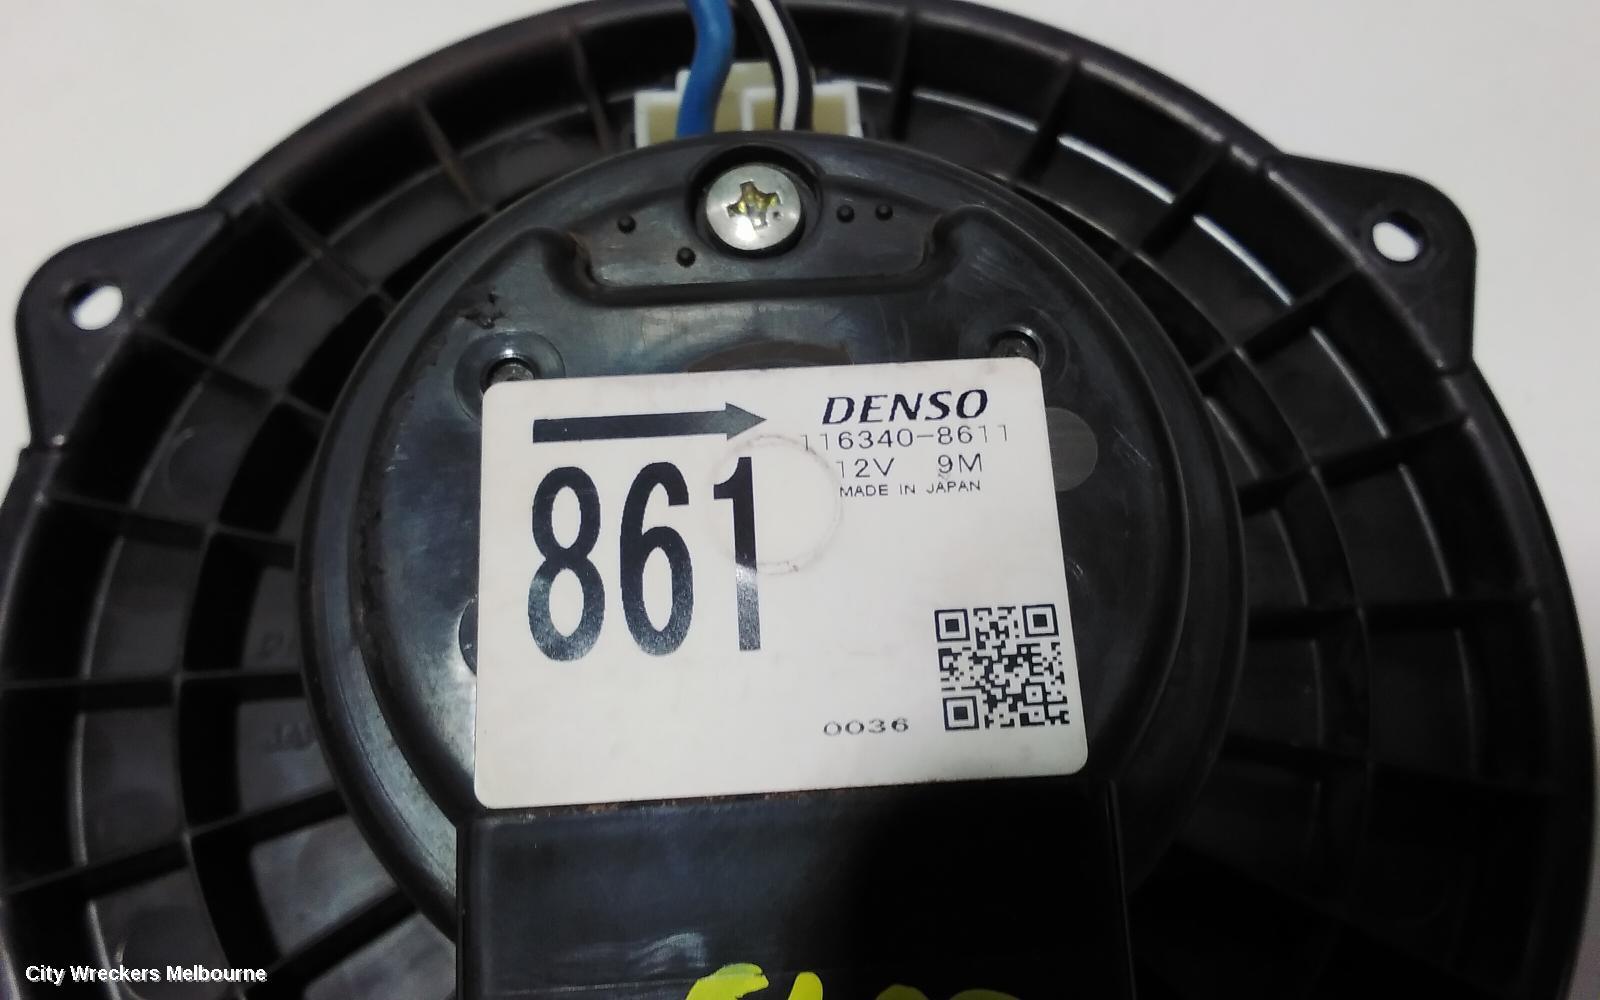 DENSO
116340-8611
12V 9M
MADE IN JAPAN
861
0036
City Wreckers Melbourne